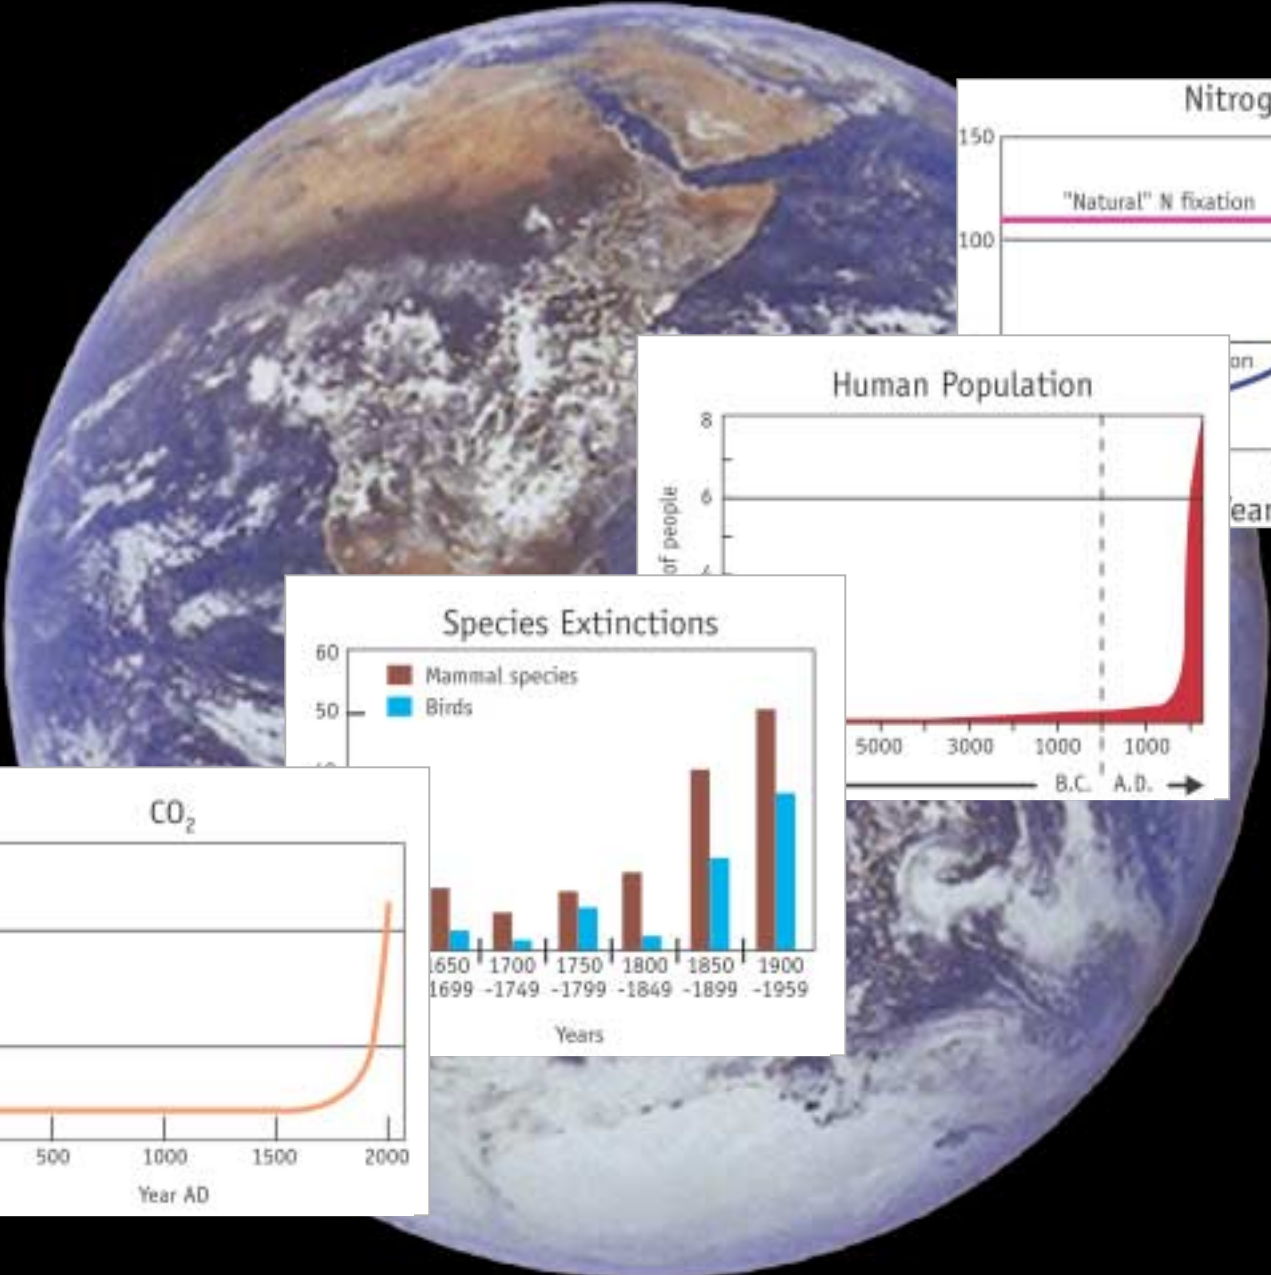 Nitrog
150
"Natural" N fixation
100
on
Human Population
8
6
of people
5000 3000 1000 1000
B.C. A.D.
Species Extinctions
60
Mammal species
50
Birds
1650 1700 1750 1800 1850 1900
1699 -1749 -1799 -1849 -1899 -1959
Years
CO₂
500 1000 1500 2000
Year AD